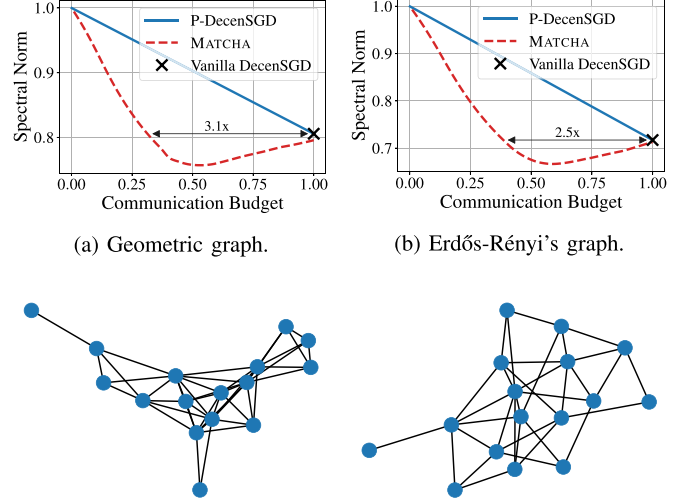 1.0
0.9
0.8
Spectral Norm
P-DecenSGD
MATCHA
Vanilla DecenSGD
3.1x
0.00 0.25 0.50 0.75 1.00
Communication Budget
(a) Geometric graph.
1.0
0.9
0.8
0.7
Spectral Norm
P-DecenSGD
MATCHA
Vanilla DecenSGD
2.5x
0.00 0.25 0.50 0.75 1.00
Communication Budget
(b) Erdős-Rényi's graph.